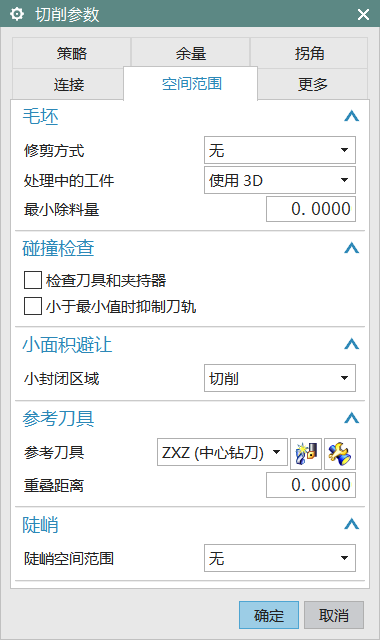 切削参数
策略 余量 拐角
连接 空间范围 更多
毛坯
修剪方式 无
处理中的工件 使用 3D
最小除料量 0.0000
碰撞检查
检查刀具和夹持器
小于最小值时抑制刀轨
小面积避让
小封闭区域 切削
参考刀具
参考刀具 ZXZ (中心钻刀)
重叠距离 0.0000
陡峭
陡峭空间范围 无
确定 取消